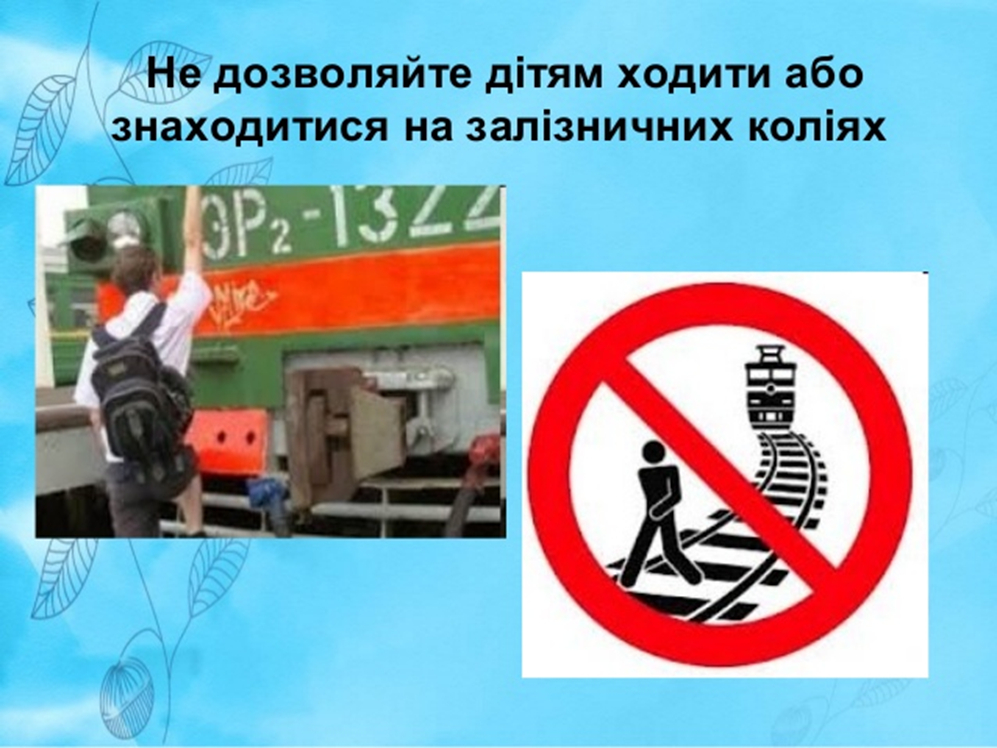 Не дозволяйте дітям ходити або
знаходитися на залізничних коліях
ЭР2-1322